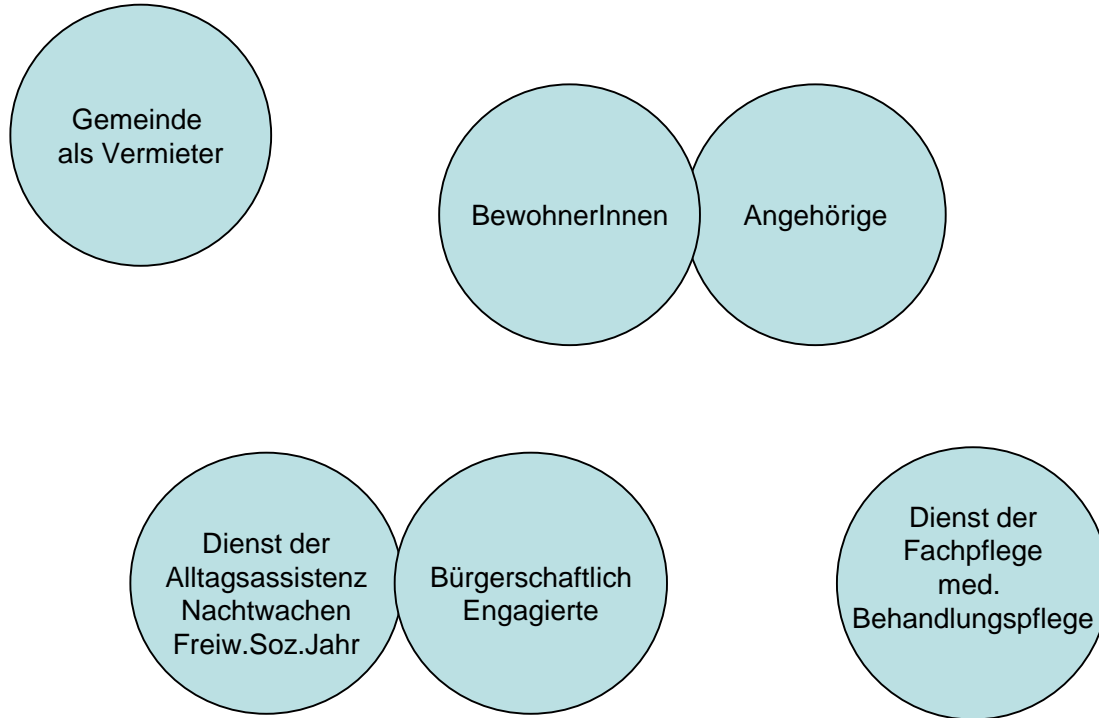 Gemeinde
als Vermieter
BewohnerInnen
Angehörige
Dienst der
Alltagsassistenz
Nachtwachen
Freiw.Soz.Jahr
Bürgerschaftlich
Engagierte
Dienst der
Fachpflege
med.
Behandlungspflege